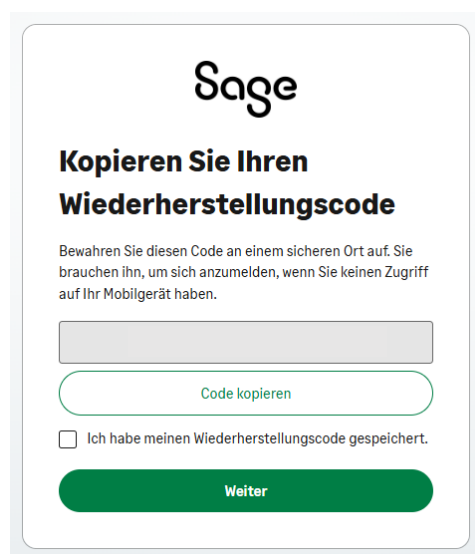 Sage
Kopieren Sie Ihren
Wiederherstellungscode
Bewahren Sie diesen Code an einem sicheren Ort auf. Sie
brauchen ihn, um sich anzumelden, wenn Sie keinen Zugriff
auf Ihr Mobilgerät haben.
Code kopieren
Ich habe meinen Wiederherstellungscode gespeichert.
Weiter